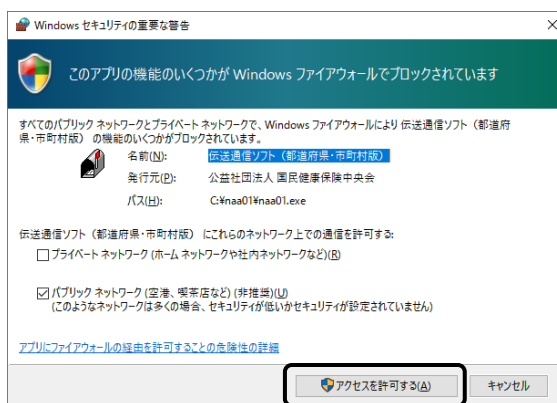 Windows セキュリティの重要な警告
このアプリの機能のいくつかが Windows ファイアウォールでブロックされています
すべてのパブリック ネットワークとプライベート ネットワークで、Windows ファイアウォールにより 伝送通信ソフト（都道府
県・市町村版） の機能のいくつかがブロックされています。
名前(N): 伝送通信ソフト（都道府県・市町村版）
発行元(P): 公益社団法人 国民健康保険中央会
パス(H): C:¥naa01¥naa01.exe
伝送通信ソフト（都道府県・市町村版） にこれらのネットワーク上での通信を許可する:
プライベート ネットワーク (ホーム ネットワークや社内ネットワークなど)(R)
パブリック ネットワーク (空港、喫茶店など) (非推奨)(U)
(このようなネットワークは多くの場合、セキュリティが低いかセキュリティが設定されていません)
アプリにファイアウォールの経由を許可することの危険性の詳細
アクセスを許可する(A) キャンセル